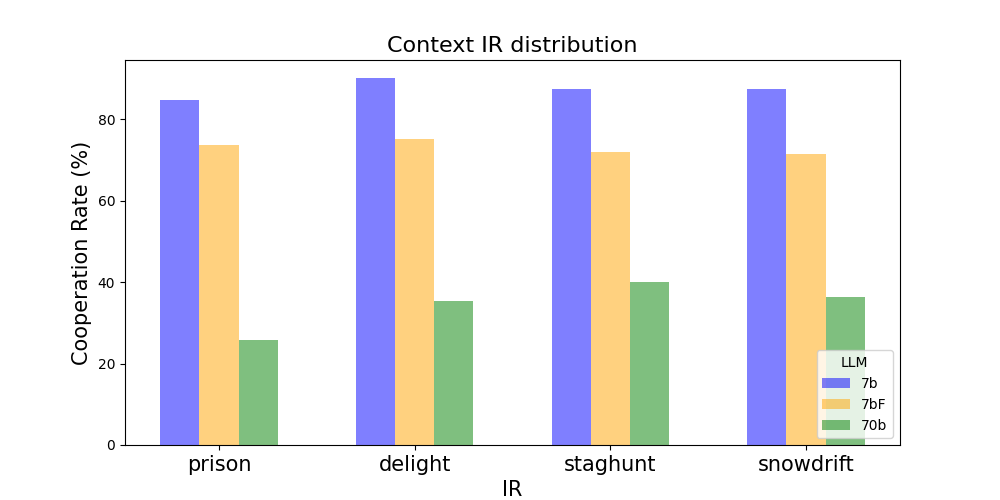 Context IR distribution
Cooperation Rate (%)
80
60
40
20
0
prison delight staghunt snowdrift
IR
LLM
7b
7bF
70b